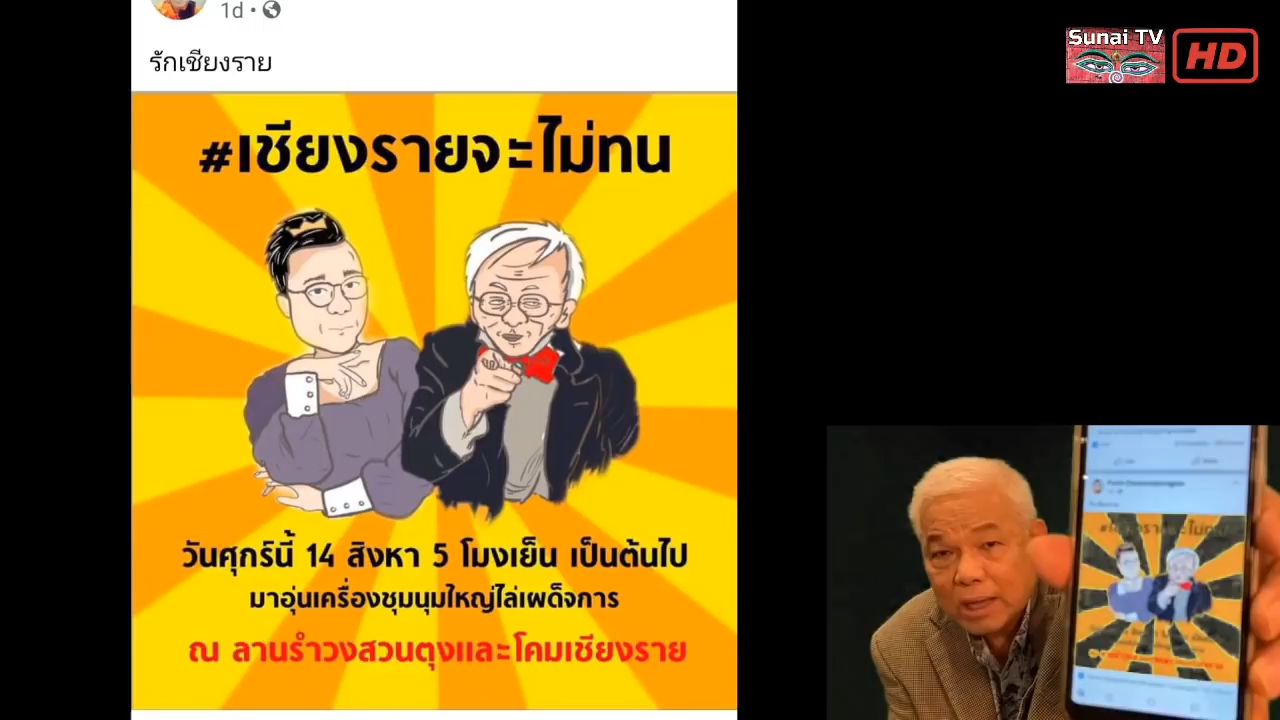 1d •
รักเชียงราย
#เชียงรายจะไม่ทน
วันศุกร์นี้ 14 สิงหา 5 โมงเย็น เป็นต้นไป
มาอุ่นเครื่องชุมนุมใหญ่ไล่เผด็จการ
ณ ลานรำวงสวนตุงและโคมเชียงราย
Sunai TV
HD